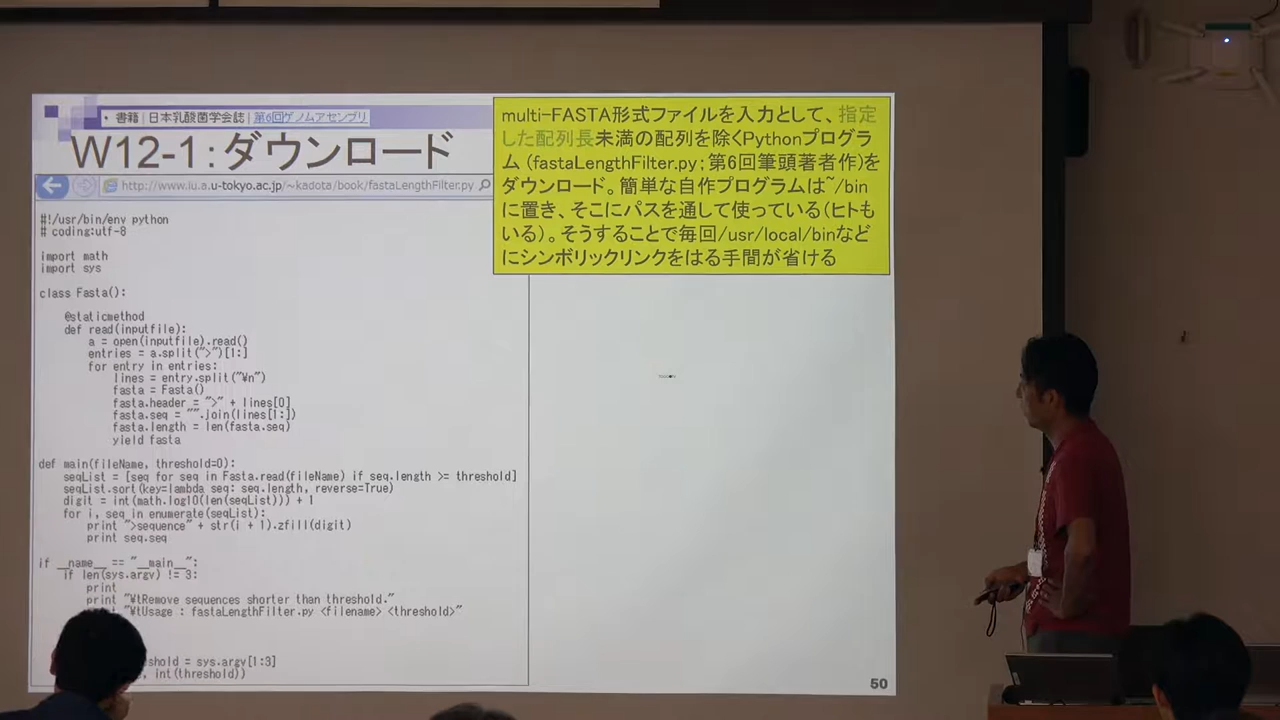 ・ 書籍 | 日本乳酸菌学会誌 | 第6回ゲノムアセンブリ
W12-1：ダウンロード
http://www.iu.a.u-tokyo.ac.jp/~kadota/book/fastaLengthFilter.py
#!/usr/bin/env python
# coding:utf-8
import math
import sys
class Fasta():
@staticmethod
def read(inputfile):
a = open(inputfile).read()
entries = a.split(">")[1:]
for entry in entries:
lines = entry.split("¥n")
fasta = Fasta()
fasta.header = ">" + lines[0]
fasta.seq = "".join(lines[1:])
fasta.length = len(fasta.seq)
yield fasta
def main(fileName, threshold=0):
seqList = [seq for seq in Fasta.read(fileName) if seq.length >= threshold]
seqList.sort(key=lambda seq: seq.length, reverse=True)
digit = int(math.log10(len(seqList))) + 1
for i, seq in enumerate(seqList):
print ">sequence" + str(i + 1).zfill(digit)
print seq.seq
if __name__ == "__main__":
if len(sys.argv) != 3:
print
print "¥tRemove sequences shorter than threshold."
"¥tUsage : fastaLengthFilter.py <filename> <threshold>"
shold = sys.argv[1:3]
, int(threshold))
multi-FASTA形式ファイルを入力として、指定
した配列長未満の配列を除くPythonプログラ
ム (fastaLengthFilter.py; 第6回筆頭著者作)を
ダウンロード。簡単な自作プログラムは~/bin
に置き、そこにパスを通して使っている(ヒトも
いる)。そうすることで毎回/usr/local/binなど
にシンボリックリンクをはる手間が省ける
50